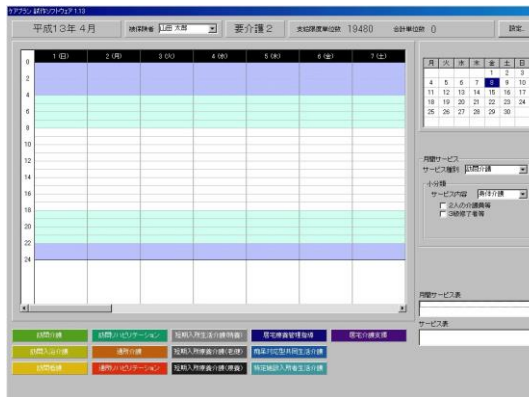 ケアプラン 試作ソフトウェア 1.13
平成13年 4月
被保険者 山田 太郎
要介護2
支給限度単位数 19480
合計単位数 0
設定...
1 (日) 2 (月) 3 (火) 4 (水) 5 (木) 6 (金) 7 (土)
0
2
4
6
8
10
12
14
16
18
20
22
24
月 火 水 木 金 土 日
1 2 3
4 5 6 7 8 9 10
11 12 13 14 15 16 17
18 19 20 21 22 23 24
25 26 27 28 29 30
月間サービス
サービス種別 訪問介護
小分類
サービス内容 身体介護
2人の介護員等
3級修了者等
月間サービス表
サービス表
訪問介護 訪問リハビリテーション 短期入所生活介護(特養) 居宅療養管理指導 居宅介護支援
訪問入浴介護 通所介護 短期入所療養介護(老健) 痴呆対応型共同生活介護
訪問看護 通所リハビリテーション 短期入所療養介護(療養) 特定施設入所者生活介護